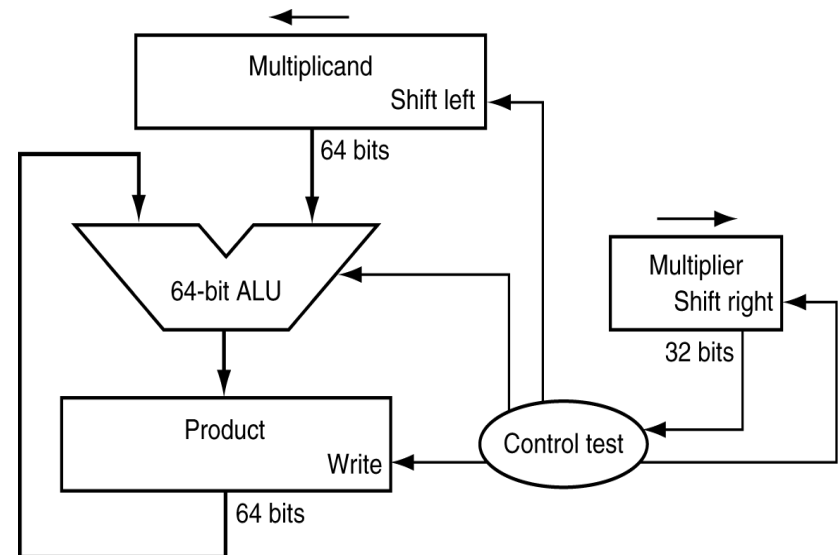 Multiplicand
Shift left
64 bits
64-bit ALU
Multiplier
Shift right
32 bits
Product
Write
Control test
64 bits